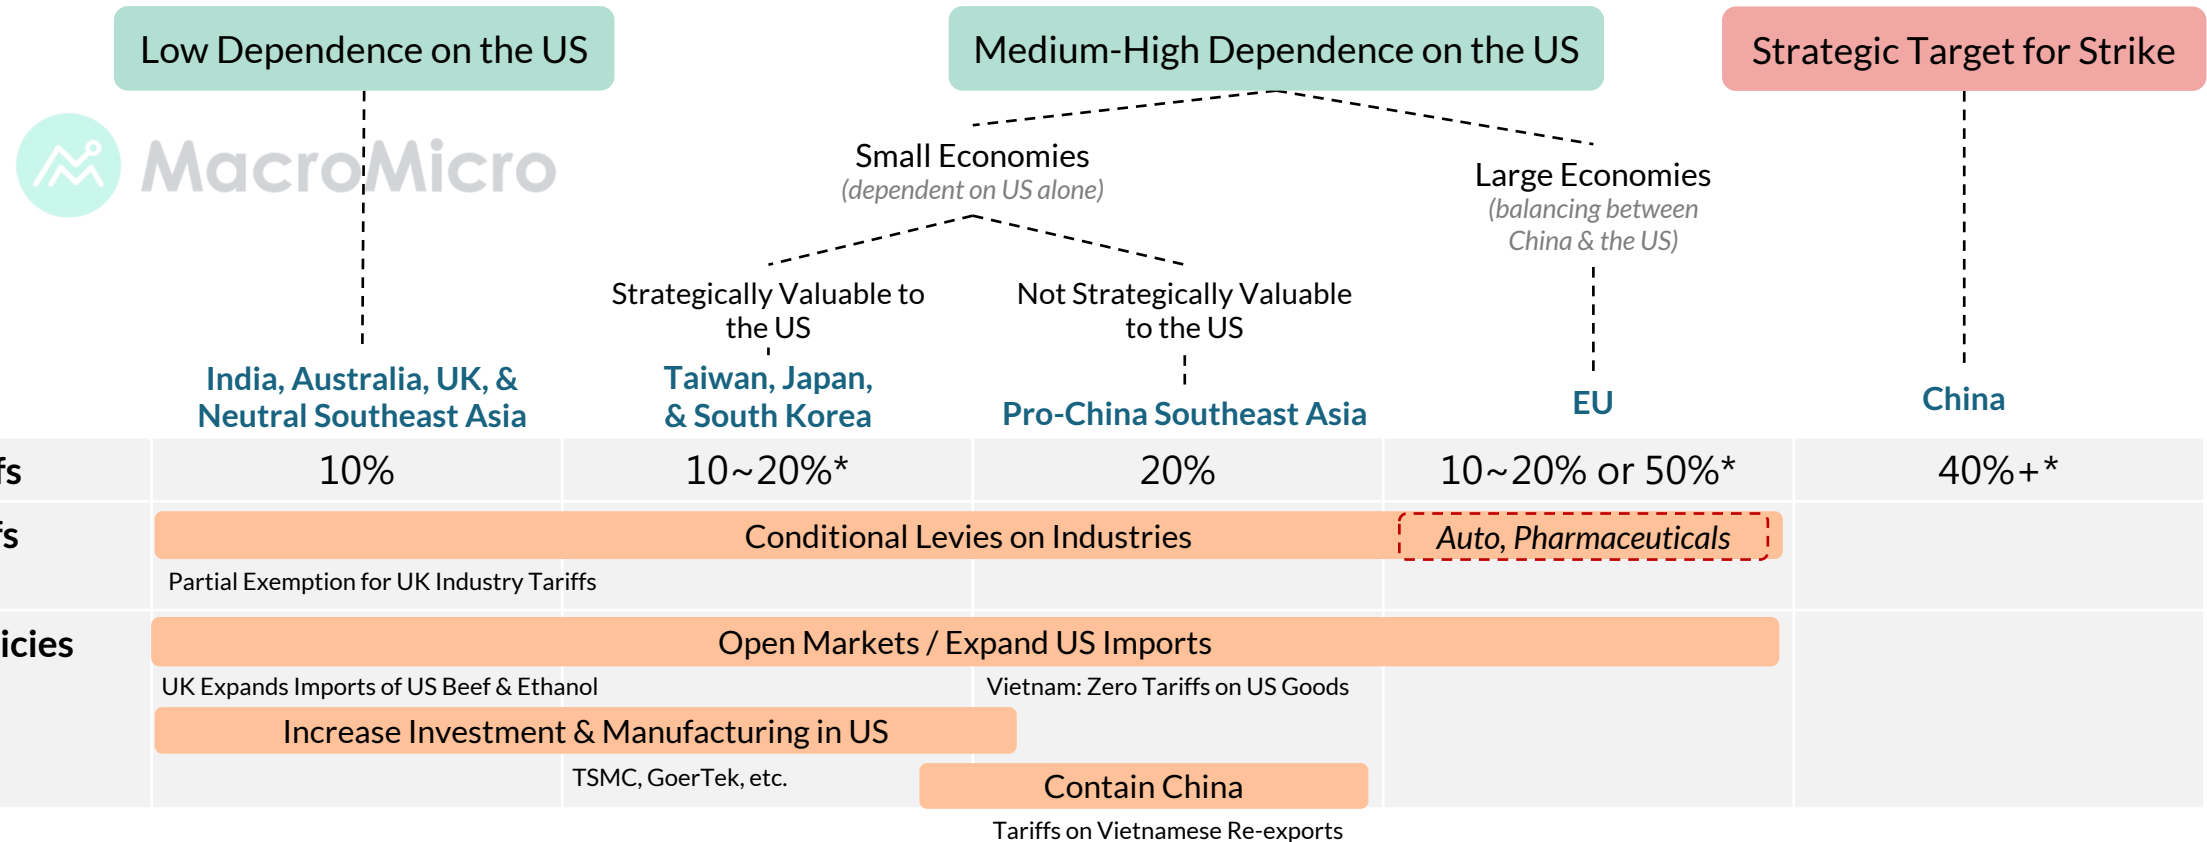 Low Dependence on the US
Medium-High Dependence on the US
Strategic Target for Strike
MacroMicro
Small Economies
(dependent on US alone)
Large Economies
(balancing between
China & the US)
Strategically Valuable to
the US
Not Strategically Valuable
to the US
India, Australia, UK, &
Neutral Southeast Asia
Taiwan, Japan,
& South Korea
Pro-China Southeast Asia
EU
China
fs
10%
10~20%*
20%
10~20% or 50%*
40%+*
fs
Conditional Levies on Industries
Auto, Pharmaceuticals
Partial Exemption for UK Industry Tariffs
icies
Open Markets / Expand US Imports
UK Expands Imports of US Beef & Ethanol
Vietnam: Zero Tariffs on US Goods
Increase Investment & Manufacturing in US
TSMC, GoerTek, etc.
Contain China
Tariffs on Vietnamese Re-exports